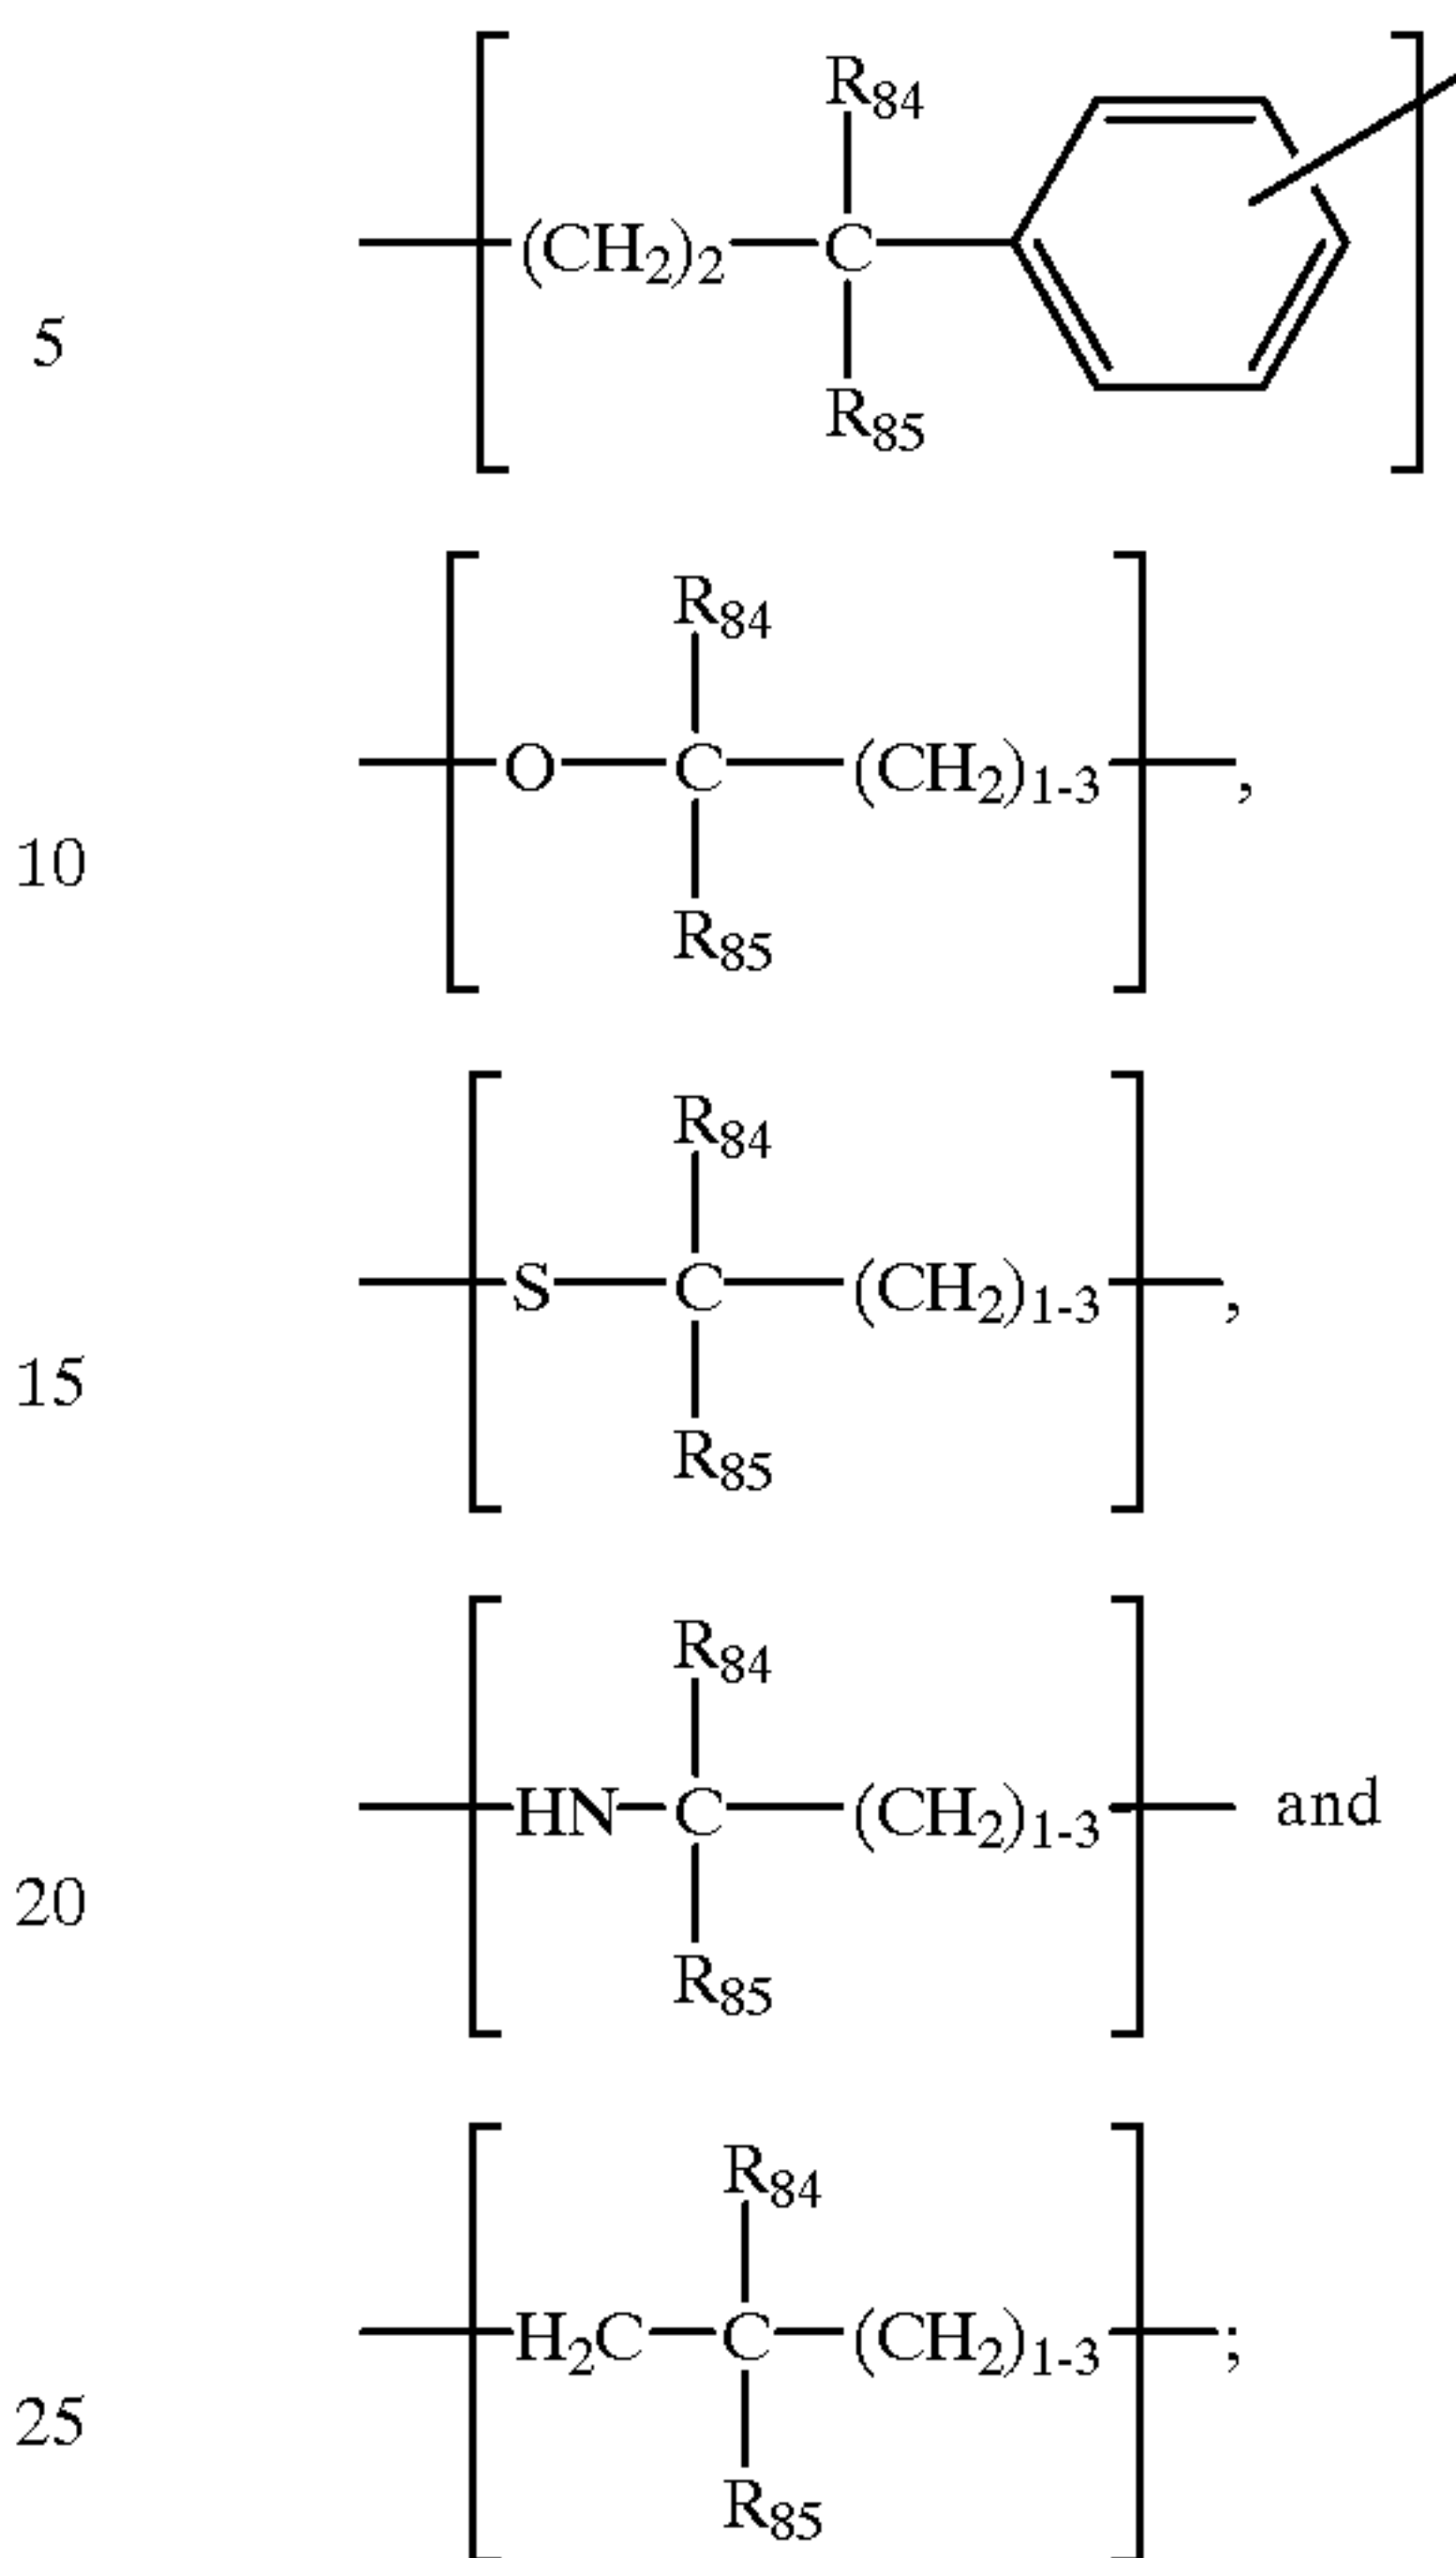 R84
(CH2)2 C
5
R85
R84
O C (CH2)1-3 ,
10
R85
R84
S C (CH2)1-3 ,
15
R85
R84
HN C (CH2)1-3 and
20
R85
R84
H2C C (CH2)1-3 ;
25
R85